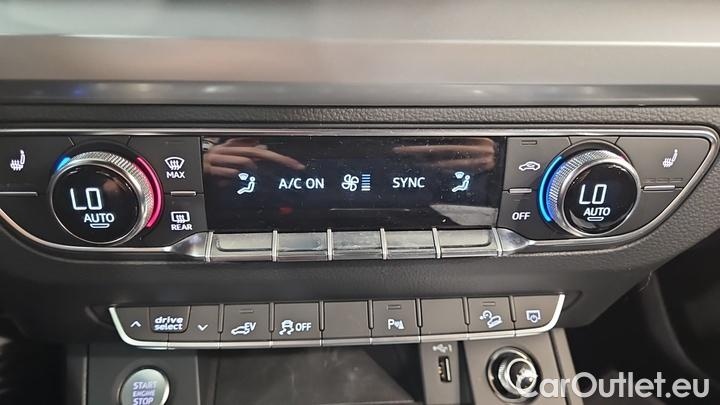 MAX
LO
AUTO
A/C ON
SYNC
LO
AUTO
OFF
REAR
drive
select
EV
OFF
P
START
ENGINE
STOP
CarOutlet.eu